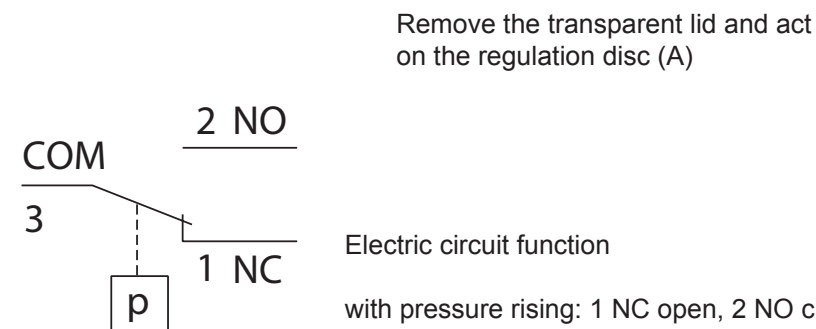 Remove the transparent lid and act
on the regulation disc (A)
2 NO
COM
3
1 NC
Electric circuit function
p
with pressure rising: 1 NC open, 2 NO c